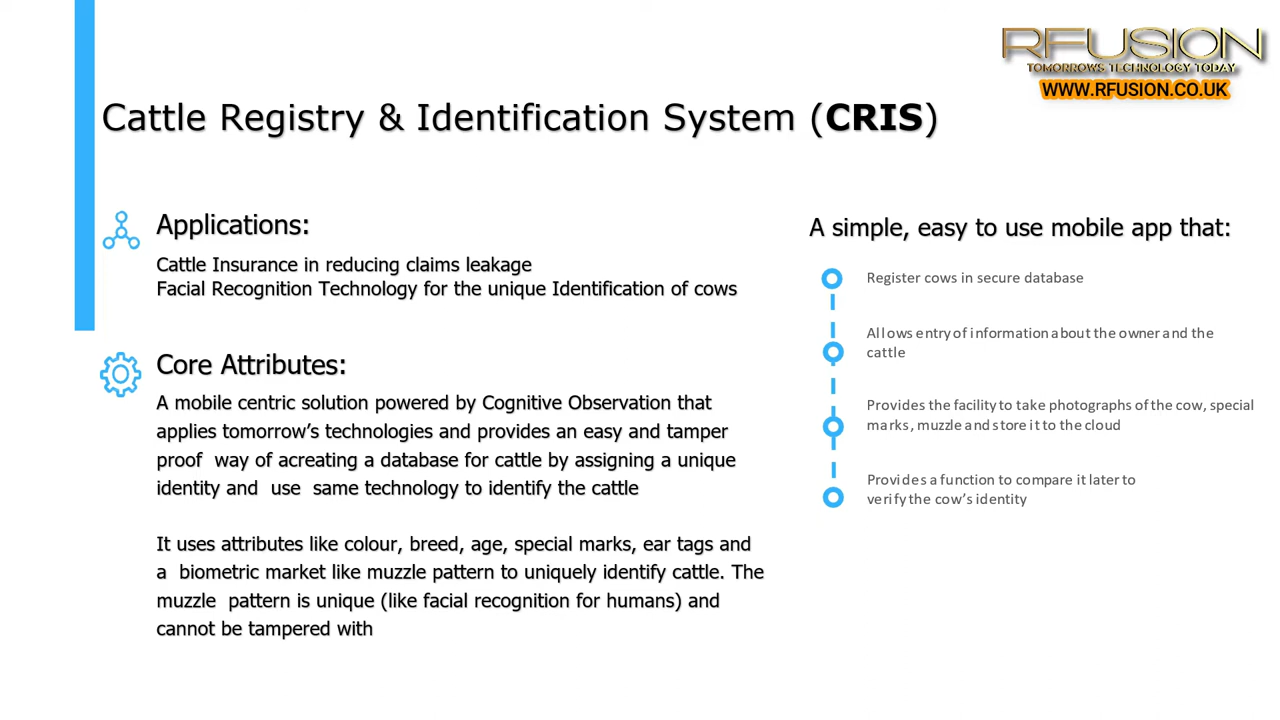 RFUSION
TOMORROWS TECHNOLOGY TODAY
WWW.RFUSION.CO.UK
Cattle Registry & Identification System (CRIS)
Applications:
Cattle Insurance in reducing claims leakage
Facial Recognition Technology for the unique Identification of cows
Core Attributes:
A mobile centric solution powered by Cognitive Observation that
applies tomorrow’s technologies and provides an easy and tamper
proof way of acreating a database for cattle by assigning a unique
identity and use same technology to identify the cattle
It uses attributes like colour, breed, age, special marks, ear tags and
a biometric market like muzzle pattern to uniquely identify cattle. The
muzzle pattern is unique (like facial recognition for humans) and
cannot be tampered with
A simple, easy to use mobile app that:
Register cows in secure database
Allows entry of information about the owner and the
cattle
Provides the facility to take photographs of the cow, special
marks, muzzle and store it to the cloud
Provides a function to compare it later to
verify the cow’s identity